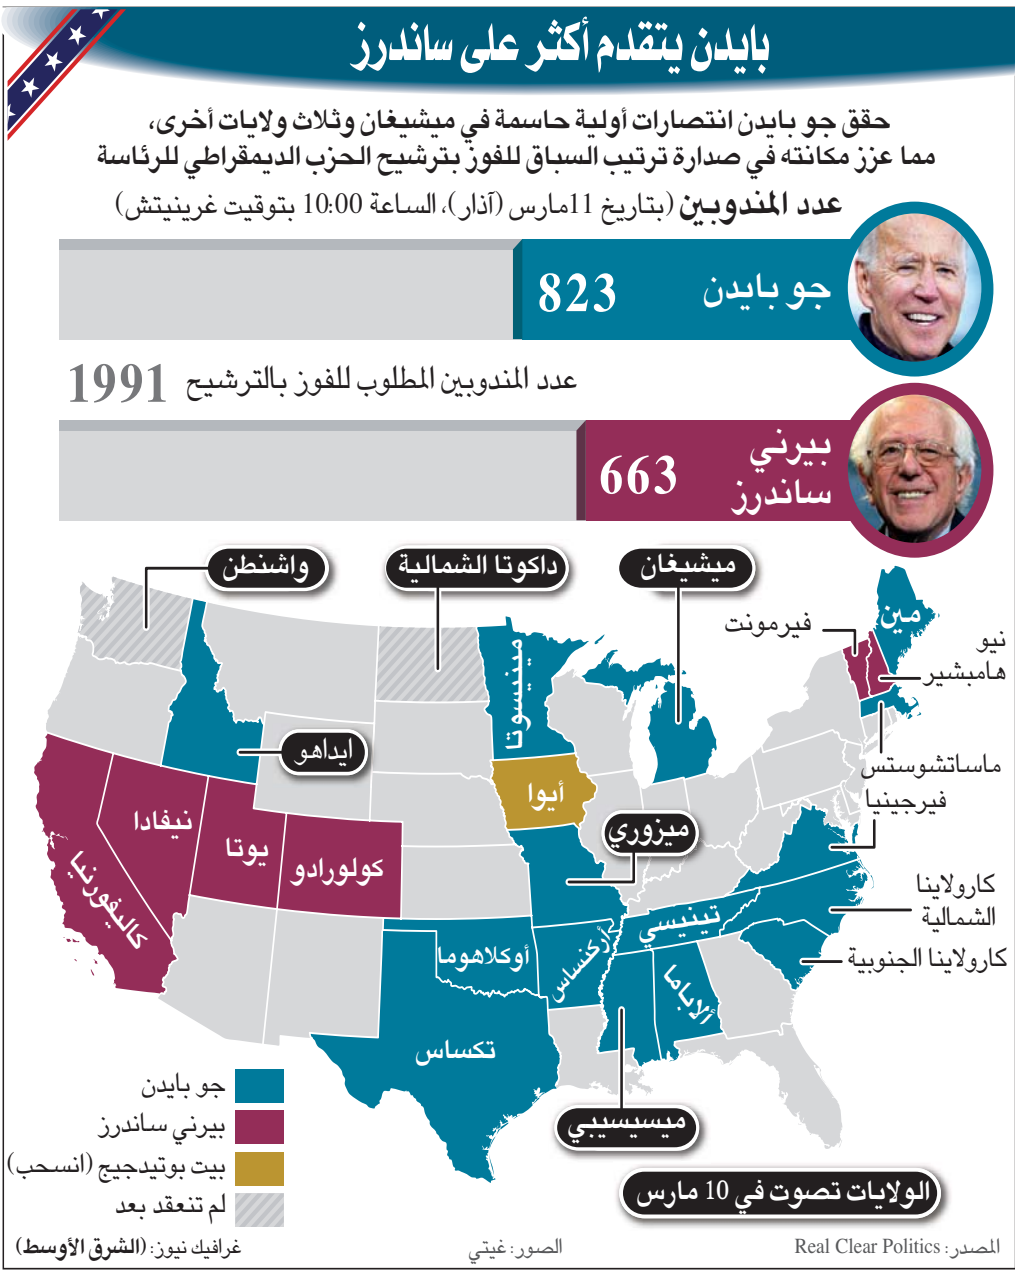 بايدن يتقدم أكثر على ساندرز
حقق جو بايدن انتصارات أولية حاسمة في ميشيغان وثلاث ولايات أخرى،
مما عزز مكانته في صدارة ترتيب السباق للفوز بترشيح الحزب الديمقراطي للرئاسة
عدد المندوبين (بتاريخ 11مارس (آذار)، الساعة 10:00 بتوقيت غرينيتش)
جو بايدن 823
عدد المندوبين المطلوب للفوز بالترشيح 1991
بيرني
ساندرز
663
ميشيغان
داكوتا الشمالية
واشنطن
مين
فيرمونت
نيو
هامبشير
مينيسوتا
ايداهو
ماساتشوستس
أيوا
فيرجينيا
نيفادا
ميزوري
يوتا
كولورادو
كاليفورنيا
كارولاينا
الشمالية
تينيسي
كارولاينا الجنوبية
أوكلاهوما
أركنساس
ألاباما
تكساس
ميسيسيبي
جو بايدن
بيرني ساندرز
بيت بوتيدجيج (انسحب)
لم تنعقد بعد
الولايات تصوت في 10 مارس
المصدر: Real Clear Politics
الصور: غيتي
غرافيك نيوز: (الشرق الأوسط)